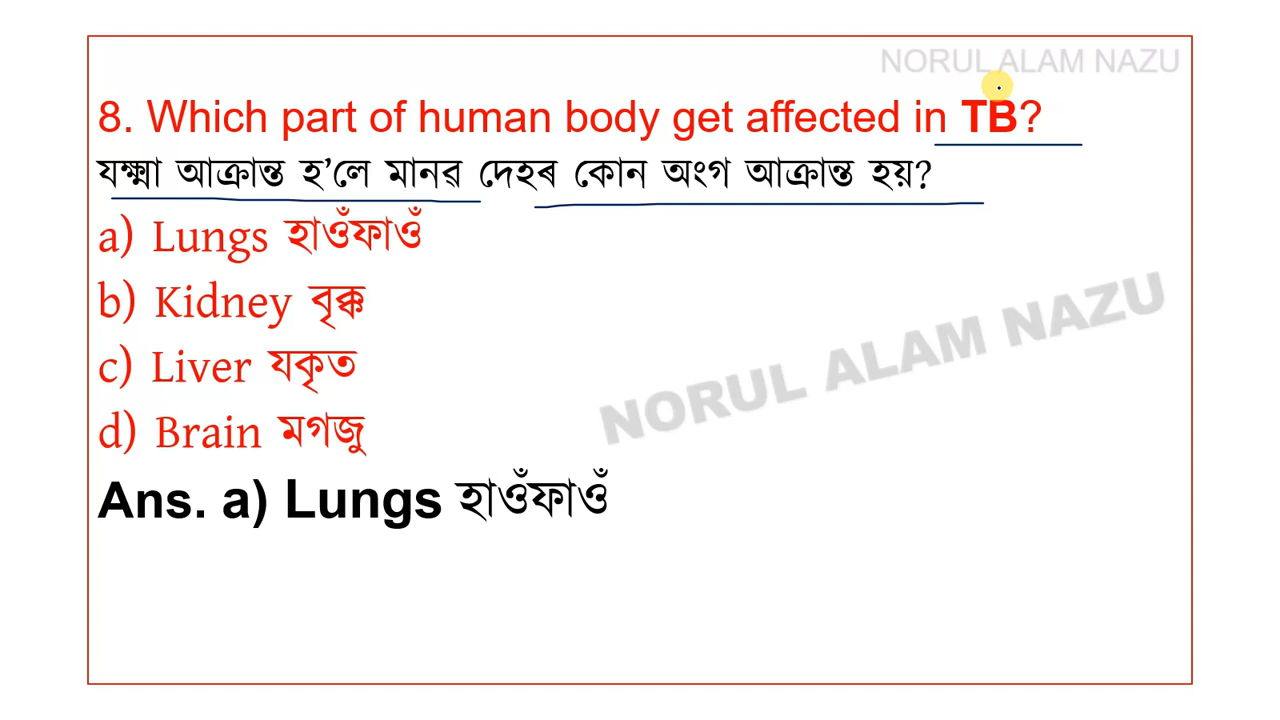 NORUL ALAM NAZU
8. Which part of human body get affected in TB?
যক্ষ্মা আক্ৰান্ত হ’লে মানৱ দেহৰ কোন অংগ আক্ৰান্ত হয়?
a) Lungs হাওঁফাওঁ
b) Kidney বৃক্ক
c) Liver যকৃত
d) Brain মগজু
Ans. a) Lungs হাওঁফাওঁ
NORUL ALAM NAZU